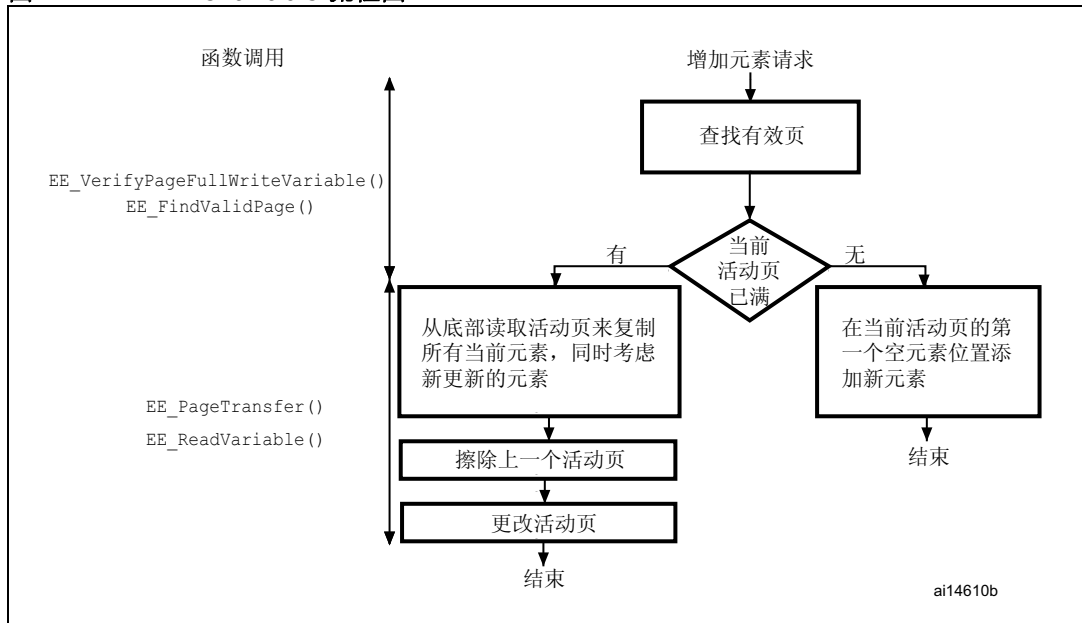 函数调用
增加元素请求
查找有效页
EE_VerifyPageFullWriteVariable()
EE_FindValidPage()
有
当前
活动页
已满
无
从底部读取活动页来复制
所有当前元素，同时考虑
新更新的元素
在当前活动页的第
一个空元素位置添
加新元素
EE_PageTransfer()
EE_ReadVariable()
擦除上一个活动页
结束
更改活动页
结束
ai14610b